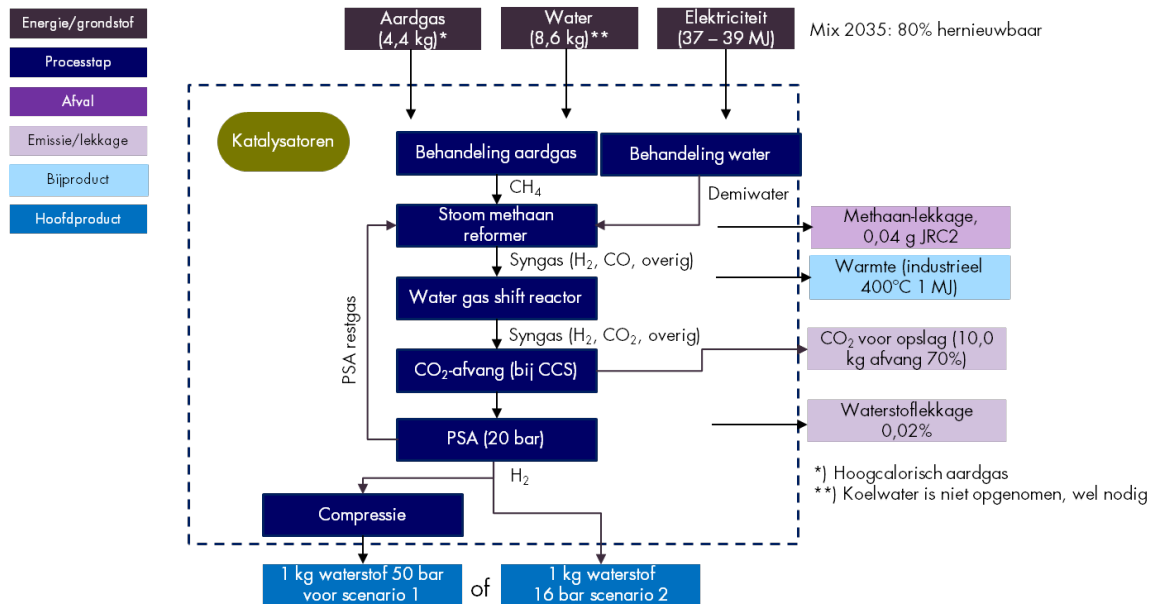 Energie/grondstof
Processtap
Afval
Emissie/lekkage
Bijproduct
Hoofdproduct
Aardgas
(4,4 kg)*
Water
(8,6 kg)**
Elektriciteit
(37 – 39 MJ)
Mix 2035: 80% hernieuwbaar
Katalysatoren
Behandeling aardgas
Behandeling water
CH₄
Demiwater
Stoom methaan
reformer
Methaan-lekkage,
0,04 g JRC2
Syngas (H₂, CO, overig)
Warmte (industrieel
400°C 1 MJ)
Water gas shift reactor
Syngas (H₂, CO₂, overig)
PSA restgas
CO₂-afvang (bij CCS)
CO₂ voor opslag (10,0
kg afvang 70%)
PSA (20 bar)
Waterstoflekkage
0,02%
H₂
*) Hoogcalorisch aardgas
**) Koelwater is niet opgenomen, wel nodig
Compressie
1 kg waterstof 50 bar
voor scenario 1
of
1 kg waterstof
16 bar scenario 2